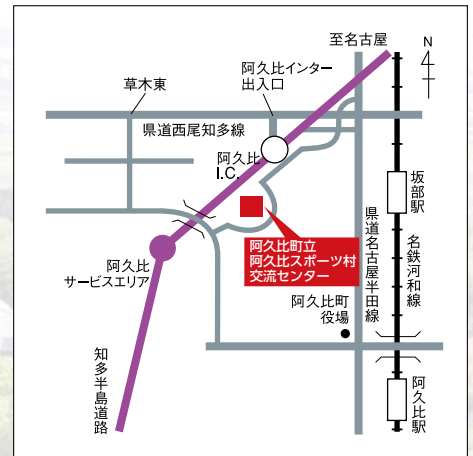 至名古屋
N
阿久比インター
出入口
草木東
県道西尾知多線
阿久比
I.C.
坂部駅
阿久比町立
阿久比スポーツ村
交流センター
県道名古屋半田線
名鉄河和線
阿久比
サービスエリア
阿久比町
役場
知多半島道路
阿久比駅